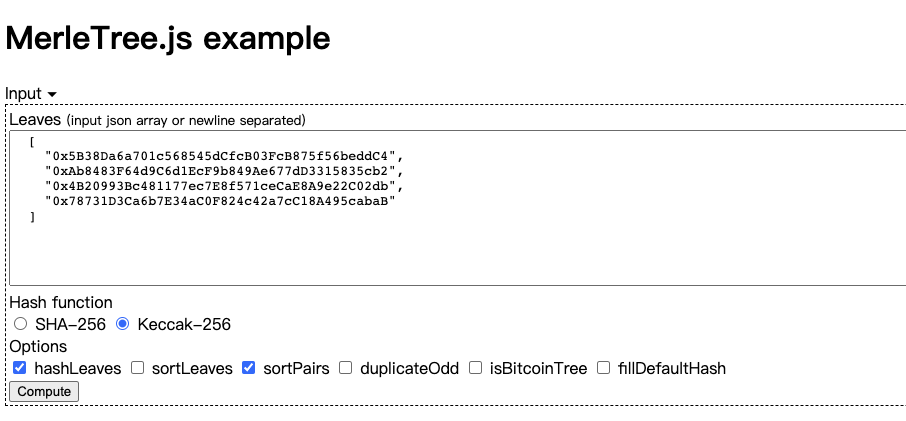 MerleTree.js example
Input
Leaves (input json array or newline separated)
[
"0x5B38Da6a701c568545dCfcB03FcB875f56beddC4",
"0xAb8483F64d9C6d1EcF9b849Ae677dD3315835cb2",
"0x4B20993Bc481177ec7E8f571ceCaE8A9e22C02db",
"0x78731D3Ca6b7E34aC0F824c42a7cC18A495cabaB"
]
Hash function
SHA-256 Keccak-256
Options
hashLeaves sortLeaves sortPairs duplicateOdd isBitcoinTree fillDefaultHash
Compute